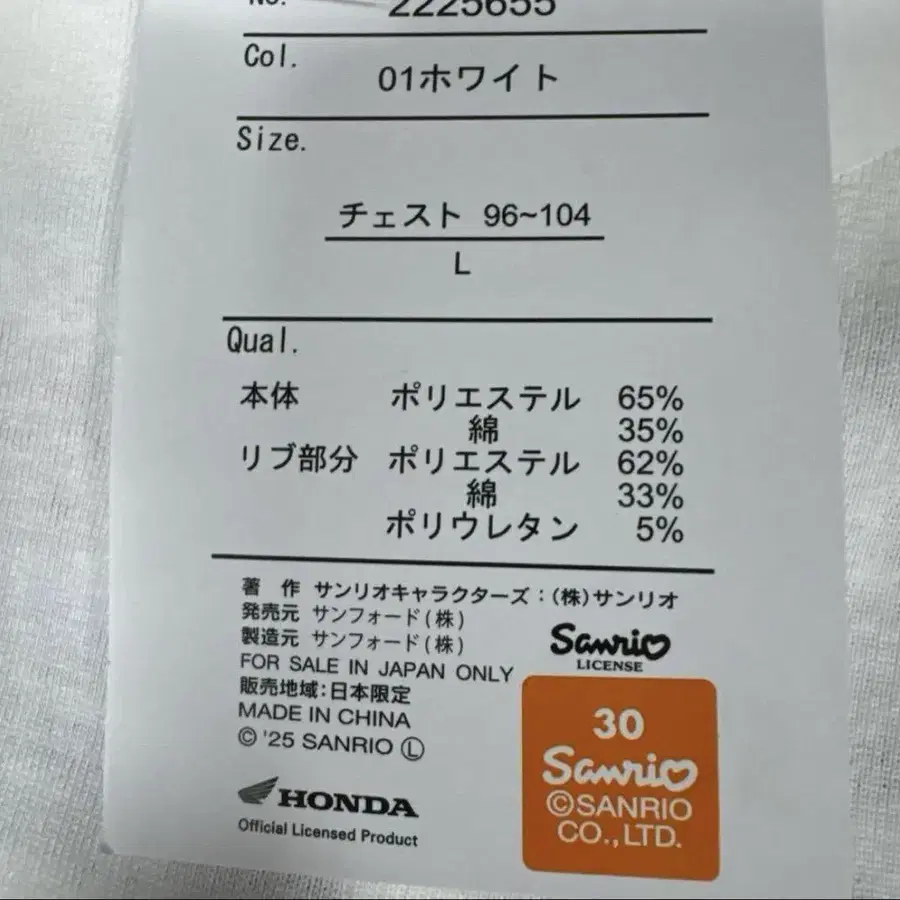 No. 2225655
Col.
01ホワイト
Size.
チェスト 96~104
L
Qual.
本体 ポリエステル 65%
綿 35%
リブ部分 ポリエステル 62%
綿 33%
ポリウレタン 5%
著 作 サンリオキャラクターズ:(株)サンリオ
発売元 サンフォード(株)
製造元 サンフォード(株)
FOR SALE IN JAPAN ONLY
販売地域:日本限定
MADE IN CHINA
© '25 SANRIO Ⓛ
Sanrio
LICENSE
30
Sanrio
©SANRIO
CO.,LTD.
HONDA
Official Licensed Product